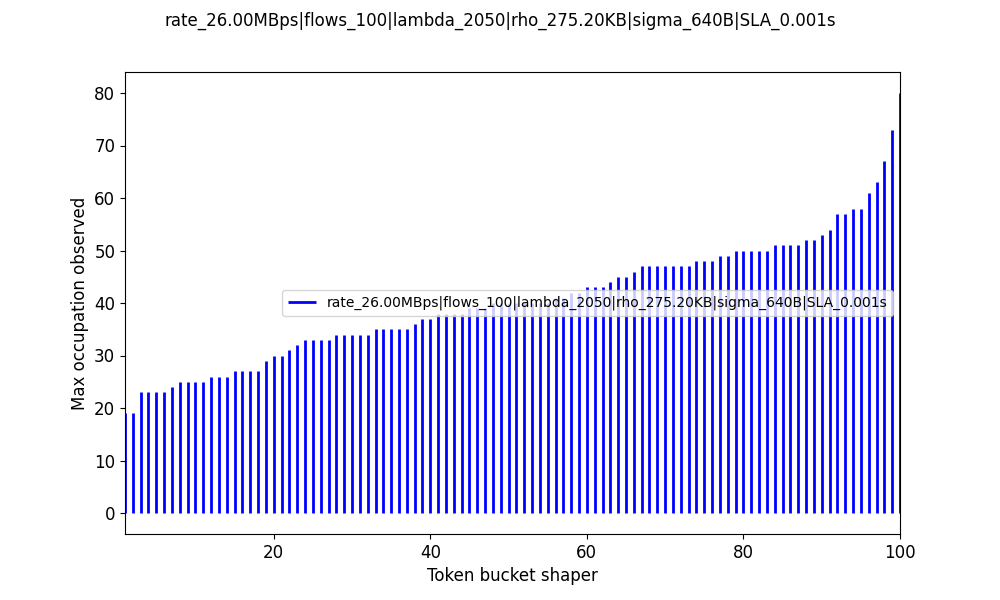 rate_26.00MBps|flows_100|lambda_2050|rho_275.20KB|sigma_640B|SLA_0.001s
80
70
60
50
40
30
20
10
0
Max occupation observed
rate_26.00MBps|flows_100|lambda_2050|rho_275.20KB|sigma_640B|SLA_0.001s
20 40 60 80 100
Token bucket shaper